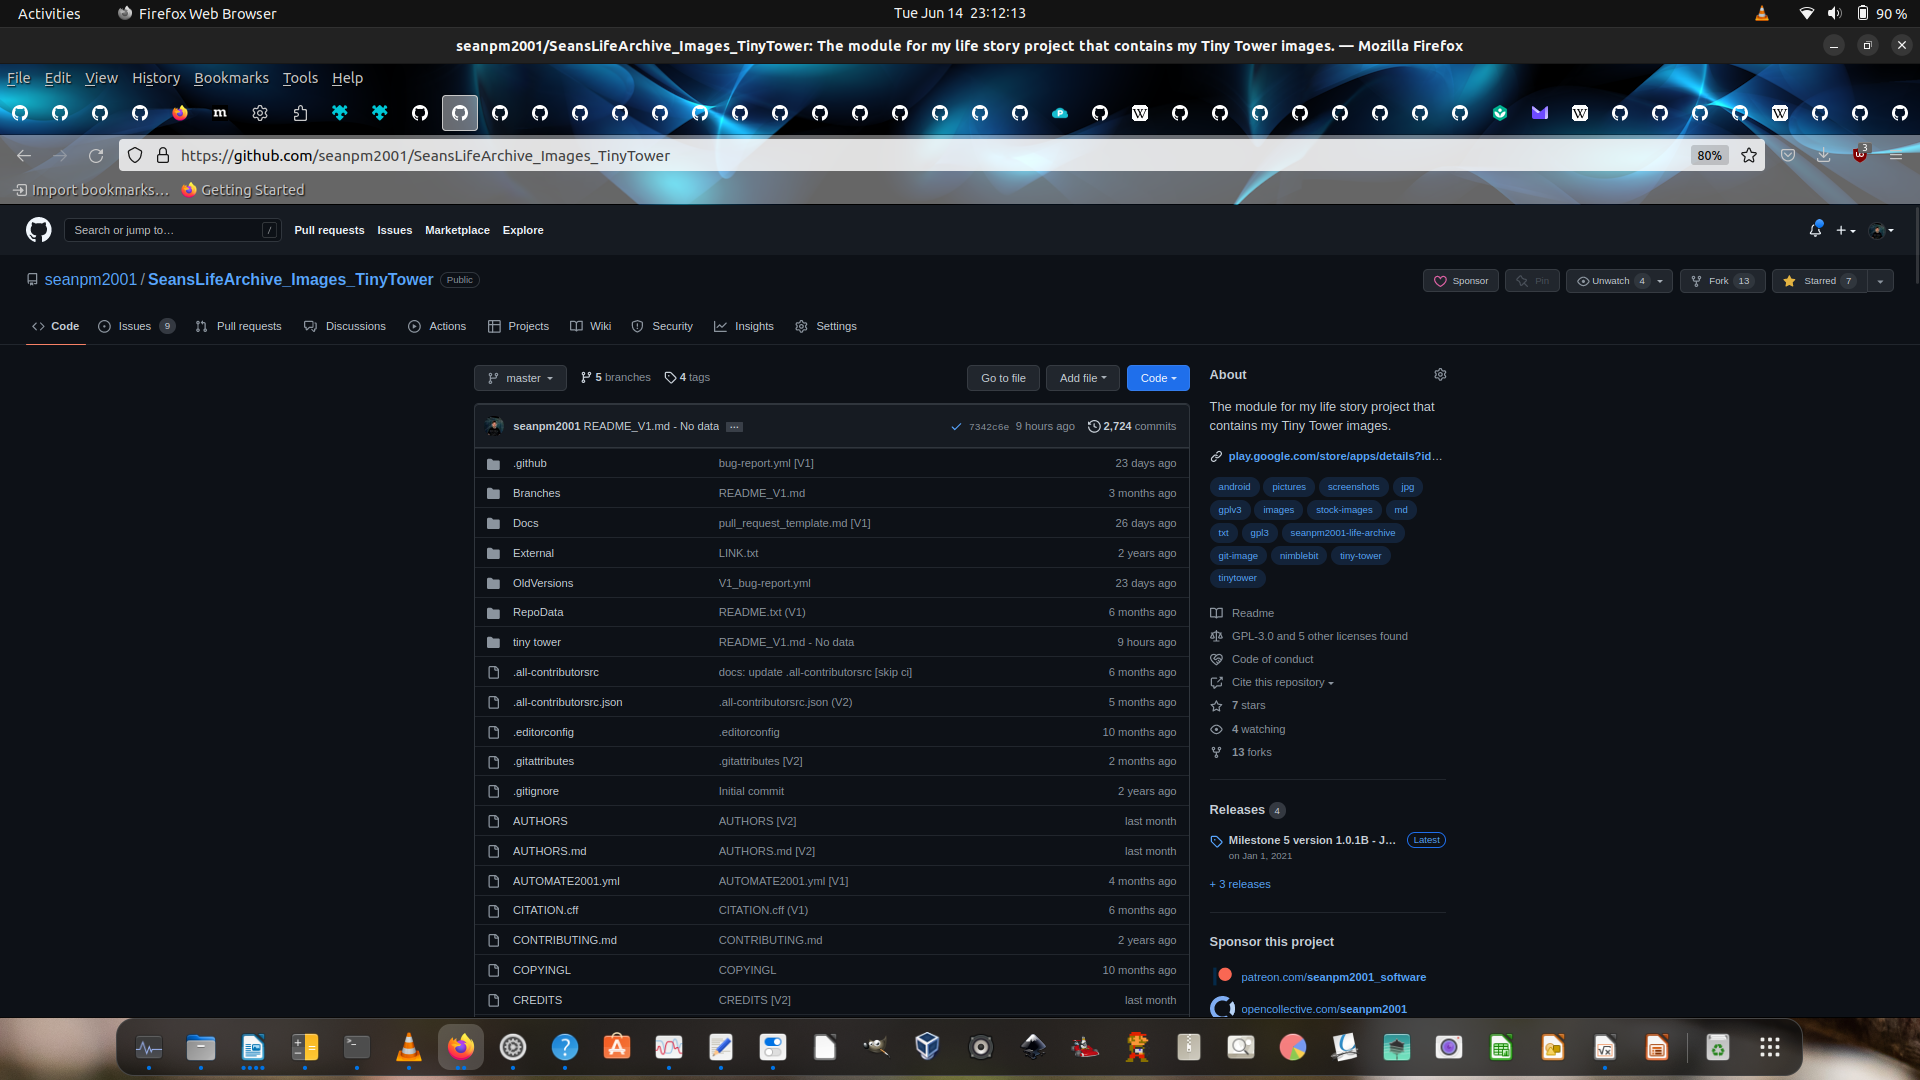 Activities Firefox Web Browser Tue Jun 14 23:12:13 90 %
seanpm2001/SeansLifeArchive_Images_TinyTower: The module for my life story project that contains my Tiny Tower images. — Mozilla Firefox
File Edit View History Bookmarks Tools Help
https://github.com/seanpm2001/SeansLifeArchive_Images_TinyTower 80% 3
Import bookmarks… Getting Started
Search or jump to… / Pull requests Issues Marketplace Explore
seanpm2001 / SeansLifeArchive_Images_TinyTower Public Sponsor Pin Unwatch 4 Fork 13 Starred 7
Code Issues 9 Pull requests Discussions Actions Projects Wiki Security Insights Settings
master 5 branches 4 tags Go to file Add file Code
seanpm2001 README_V1.md - No data ... 7342c6e 9 hours ago 2,724 commits
.github bug-report.yml [V1] 23 days ago
Branches README_V1.md 3 months ago
Docs pull_request_template.md [V1] 26 days ago
External LINK.txt 2 years ago
OldVersions V1_bug-report.yml 23 days ago
RepoData README.txt (V1) 6 months ago
tiny tower README_V1.md - No data 9 hours ago
.all-contributorsrc docs: update .all-contributorsrc [skip ci] 6 months ago
.all-contributorsrc.json .all-contributorsrc.json (V2) 5 months ago
.editorconfig .editorconfig 10 months ago
.gitattributes .gitattributes [V2] 2 months ago
.gitignore Initial commit 2 years ago
AUTHORS AUTHORS [V2] last month
AUTHORS.md AUTHORS.md [V2] last month
AUTOMATE2001.yml AUTOMATE2001.yml [V1] 4 months ago
CITATION.cff CITATION.cff (V1) 6 months ago
CONTRIBUTING.md CONTRIBUTING.md 2 years ago
COPYINGL COPYINGL 10 months ago
CREDITS CREDITS [V2] last month
About
The module for my life story project that
contains my Tiny Tower images.
play.google.com/store/apps/details?id…
android pictures screenshots jpg
gplv3 images stock-images md
txt gpl3 seanpm2001-life-archive
git-image nimblebit tiny-tower
tinytower
Readme
GPL-3.0 and 5 other licenses found
Code of conduct
Cite this repository
7 stars
4 watching
13 forks
Releases 4
Milestone 5 version 1.0.1B - J… Latest
on Jan 1, 2021
+ 3 releases
Sponsor this project
patreon.com/seanpm2001_software
opencollective.com/seanpm2001